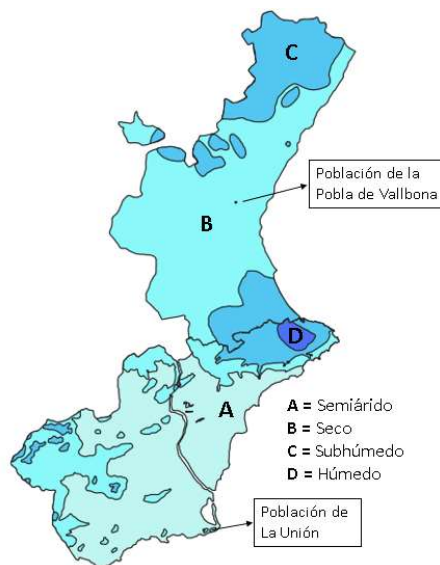 C
Población de la
Pobla de Vallbona
B
D
A
A = Semiárido
B = Seco
C = Subhúmedo
D = Húmedo
Población de
La Unión